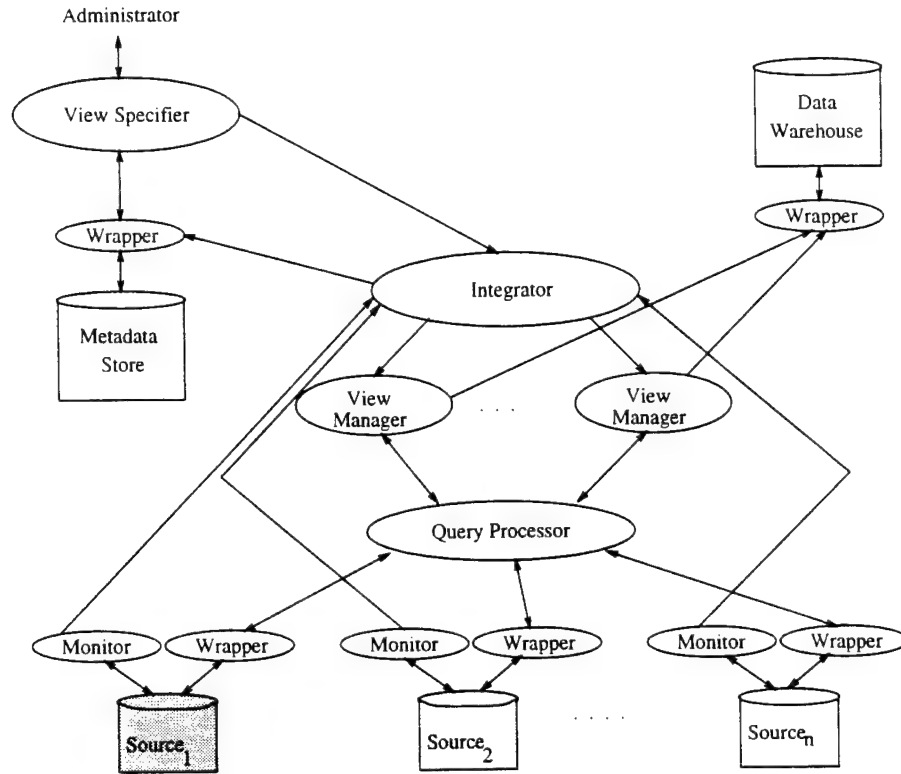 Administrator
View Specifier
Data
Warehouse
Wrapper
Wrapper
Integrator
Metadata
Store
View
Manager
. . .
View
Manager
Query Processor
Monitor
Wrapper
Monitor
Wrapper
Monitor
Wrapper
Source1
Source2
. . . .
Sourcen